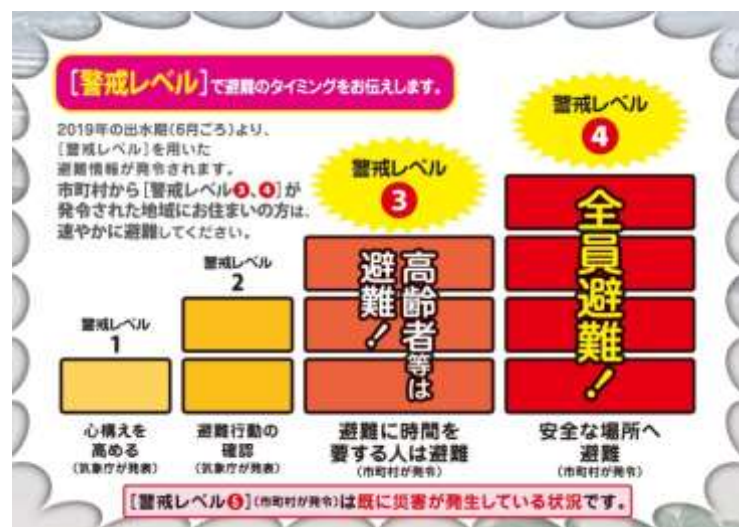 [警戒レベル]で避難のタイミングをお伝えします。
2019年の出水期(6月ごろ)より、
[警戒レベル]を用いた
避難情報が発令されます。
市町村から[警戒レベル❸、❹]が
発令された地域にお住まいの方は、
速やかに避難してください。
警戒レベル
1
心構えを
高める
(気象庁が発表)
警戒レベル
2
避難行動の
確認
(気象庁が発表)
警戒レベル
3
高齢者等は
避難!
避難に時間を
要する人は避難
(市町村が発令)
警戒レベル
4
全員避難!
安全な場所へ
避難
(市町村が発令)
[警戒レベル❺](市町村が発令)は既に災害が発生している状況です。